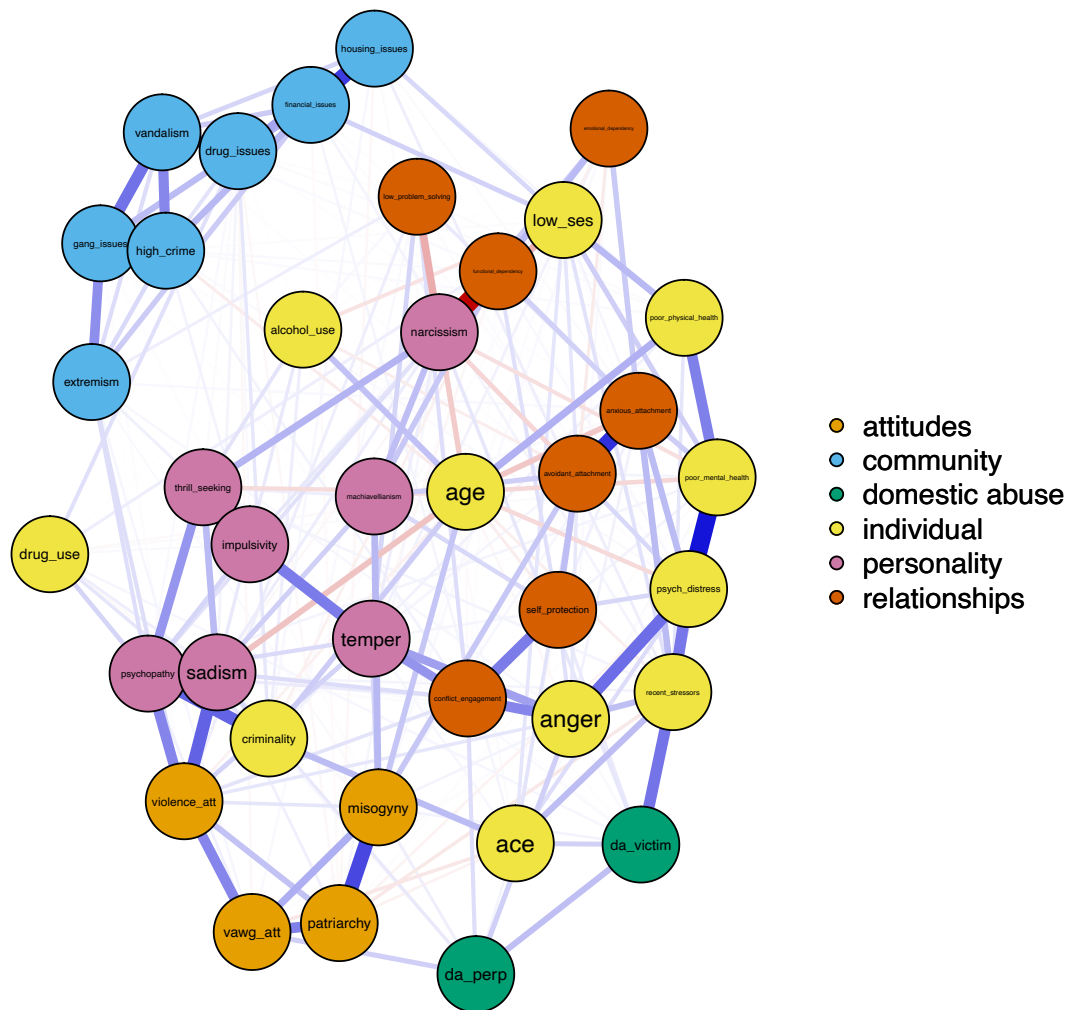 housing_issues
financial_issues
vandalism
drug_issues
emotional_dependency
low_problem_solving
low_ses
gang_issues
high_crime
functional_dependency
poor_physical_health
alcohol_use
narcissism
extremism
anxious_attachment
avoidant_attachment
poor_mental_health
thrill_seeking
machiavellianism
age
impulsivity
drug_use
psych_distress
self_protection
temper
psychopathy
sadism
conflict_engagement
recent_stressors
anger
criminality
violence_att
misogyny
ace
da_victim
vawg_att
patriarchy
da_perp
attitudes
community
domestic abuse
individual
personality
relationships